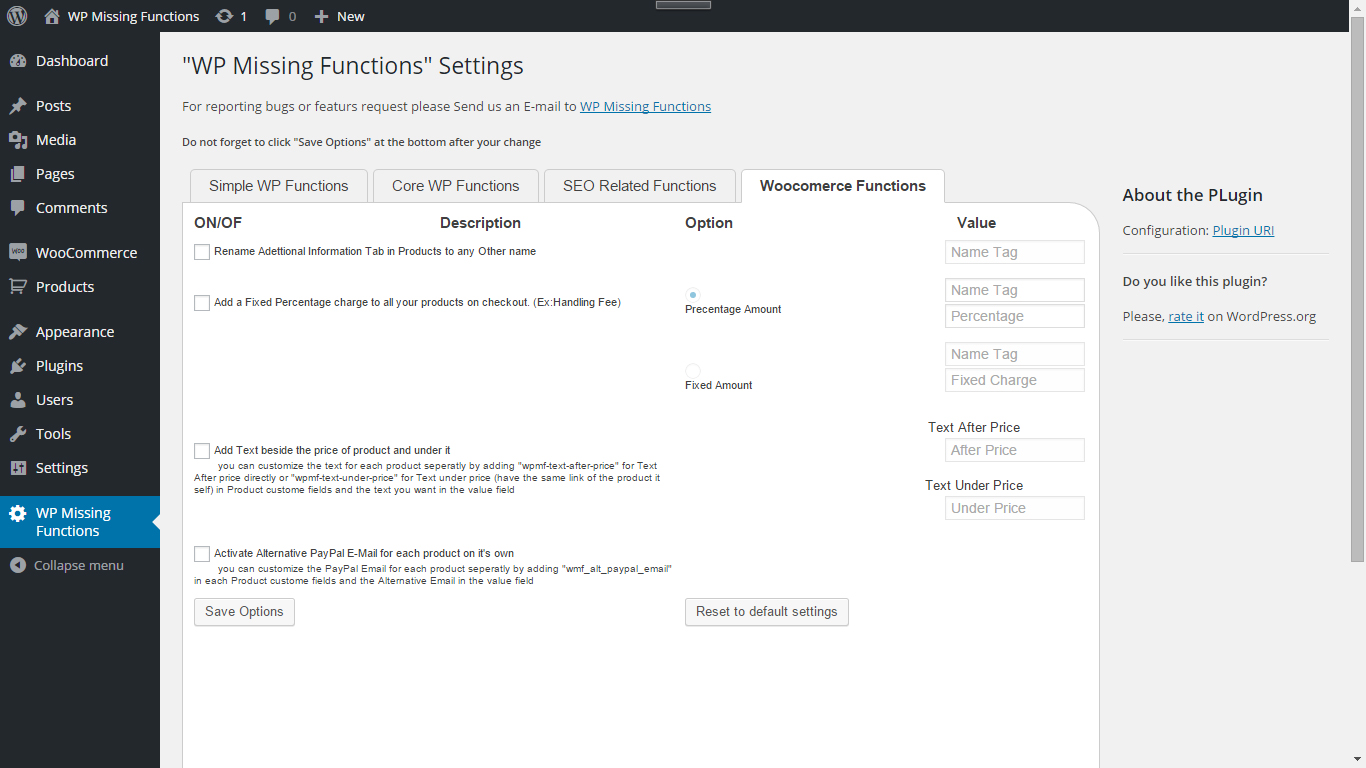 WP Missing Functions 1 0 New
Dashboard
Posts
Media
Pages
Comments
WOO WooCommerce
Products
Appearance
Plugins
Users
Tools
Settings
WP Missing
Functions
Collapse menu
"WP Missing Functions" Settings
For reporting bugs or featurs request please Send us an E-mail to WP Missing Functions
Do not forget to click "Save Options" at the bottom after your change
Simple WP Functions Core WP Functions SEO Related Functions Woocomerce Functions
ON/OF Description Option Value
Rename Adettional Information Tab in Products to any Other name Name Tag
Add a Fixed Percentage charge to all your products on checkout. (Ex:Handling Fee) Name Tag
Precentage Amount Percentage
Name Tag
Fixed Amount Fixed Charge
Text After Price
Add Text beside the price of product and under it After Price
you can customize the text for each product seperatly by adding "wpmf-text-after-price" for Text
After price directly or "wpmf-text-under-price" for Text under price (have the same link of the product it
self) in Product custome fields and the text you want in the value field
Text Under Price
Under Price
Activate Alternative PayPal E-Mail for each product on it's own
you can customize the PayPal Email for each product seperatly by adding "wmf_alt_paypal_email"
in each Product custome fields and the Alternative Email in the value field
Save Options Reset to default settings
About the PLugin
Configuration: Plugin URI
Do you like this plugin?
Please, rate it on WordPress.org